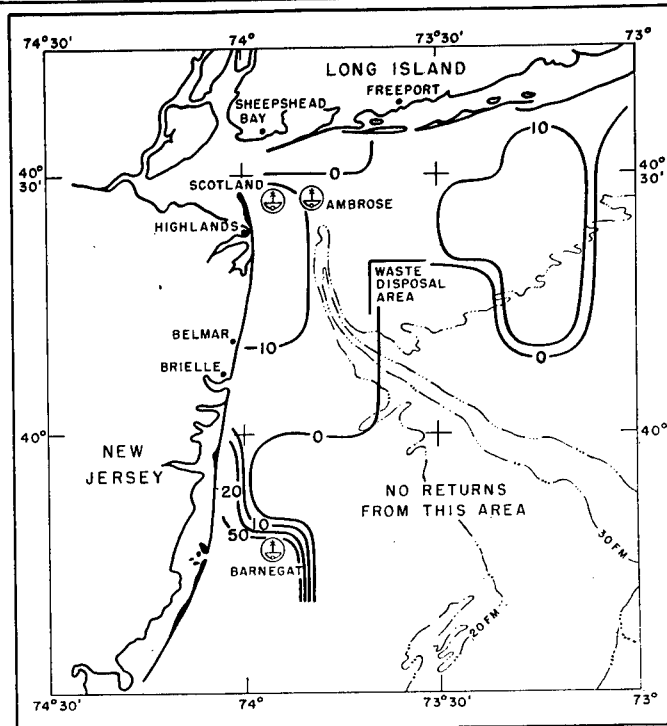 74° 30' 74° 73° 30' 73°
LONG ISLAND
FREEPORT
SHEEPSHEAD
BAY
10
0
40°
30'
40°
30'
SCOTLAND
AMBROSE
HIGHLANDS
WASTE
DISPOSAL
AREA
BELMAR
10
0
BRIELLE
40°
0
40°
NEW
JERSEY
20
NO RETURNS
FROM THIS AREA
10
50
30 FM
BARNEGAT
20 FM
74° 30' 74° 73° 30' 73°